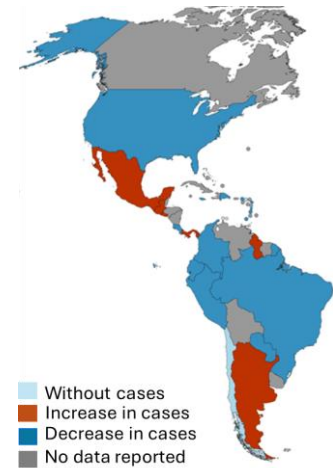 Without cases
Increase in cases
Decrease in cases
No data reported